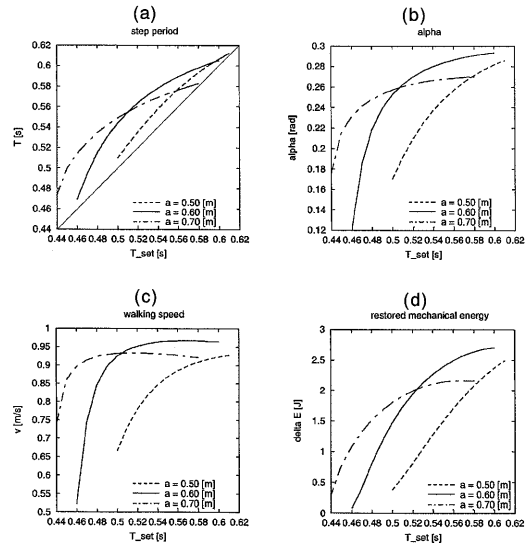 (a)
step period
0.62
0.6
0.58
0.56
0.54
0.52
0.5
0.48
0.46
0.44
T [s]
a = 0.50 [m]
a = 0.60 [m]
a = 0.70 [m]
0.44 0.46 0.48 0.5 0.52 0.54 0.56 0.58 0.6 0.62
T_set [s]
(b)
alpha
0.3
0.28
0.26
0.24
0.22
0.2
0.18
0.16
0.14
0.12
alpha [rad]
a = 0.50 [m]
a = 0.60 [m]
a = 0.70 [m]
0.44 0.46 0.48 0.5 0.52 0.54 0.56 0.58 0.6 0.62
T_set [s]
(c)
walking speed
1
0.95
0.9
0.85
0.8
0.75
0.7
0.65
0.6
0.55
0.5
v [m/s]
a = 0.50 [m]
a = 0.60 [m]
a = 0.70 [m]
0.44 0.46 0.48 0.5 0.52 0.54 0.56 0.58 0.6 0.62
T_set [s]
(d)
restored mechanical energy
3
2.5
2
1.5
1
0.5
0
delta E [J]
a = 0.50 [m]
a = 0.60 [m]
a = 0.70 [m]
0.44 0.46 0.48 0.5 0.52 0.54 0.56 0.58 0.6 0.62
T_set [s]